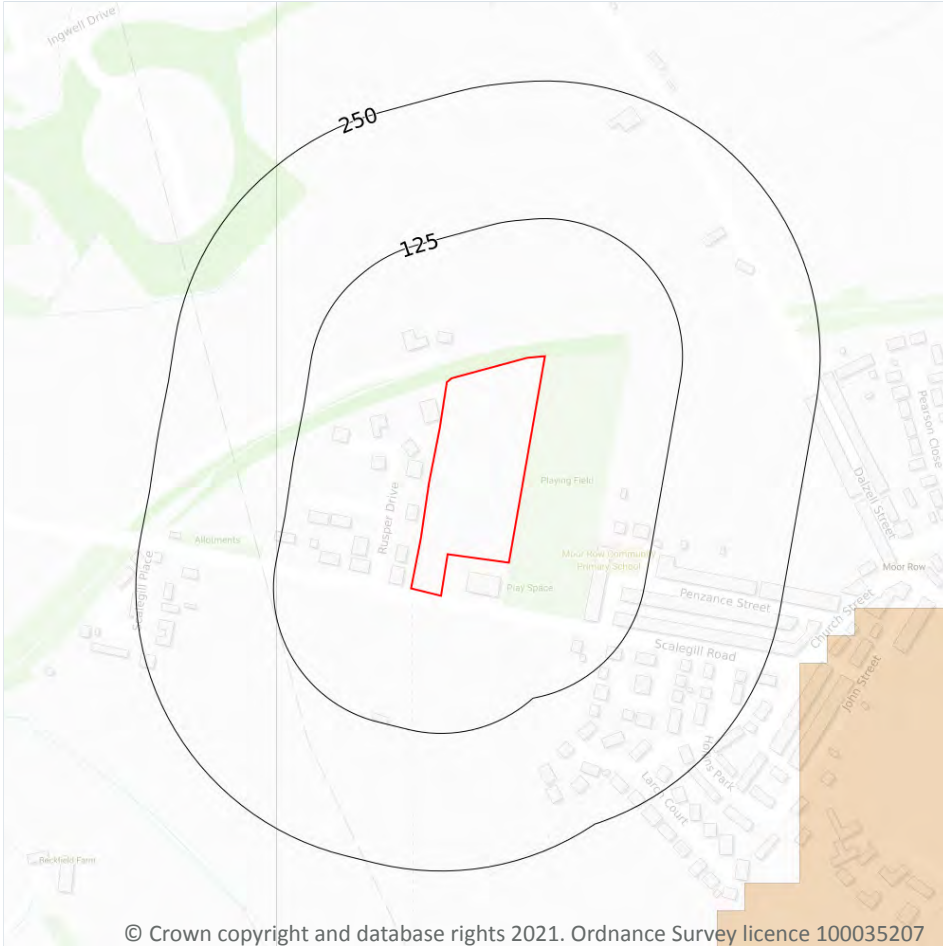 Ingwell Drive
250
125
Playing Field
Rusper Drive
Allotments
Scalegill Place
Play Space
Moor Row Community
Primary School
Penzance Street
Scalegill Road
Church Street
Moor Row
Dalzell Street
Pearson Close
John Street
Larch Court
Beckfield Farm
© Crown copyright and database rights 2021. Ordnance Survey licence 100035207